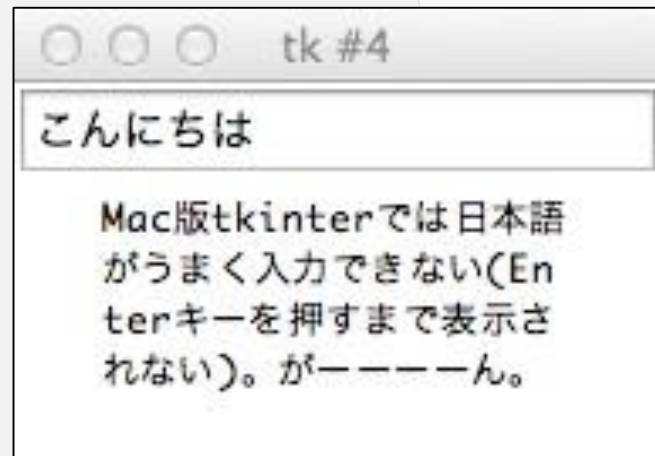 tk #4
こんにちは
Mac版tkinterでは日本語
がうまく入力できない(En
terキーを押すまで表示さ
れない)。がーーーーん。